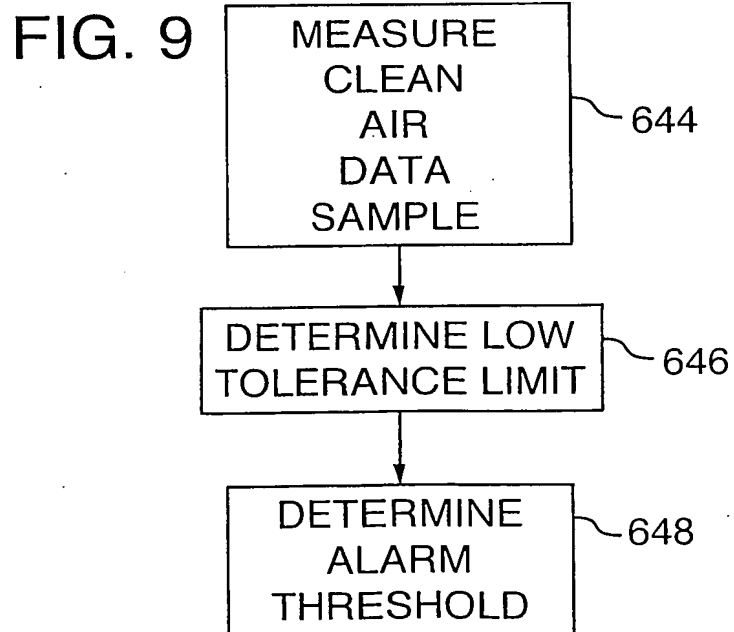 FIG. 9
MEASURE
CLEAN
AIR
DATA
SAMPLE
644
DETERMINE LOW
TOLERANCE LIMIT
646
DETERMINE
ALARM
THRESHOLD
648